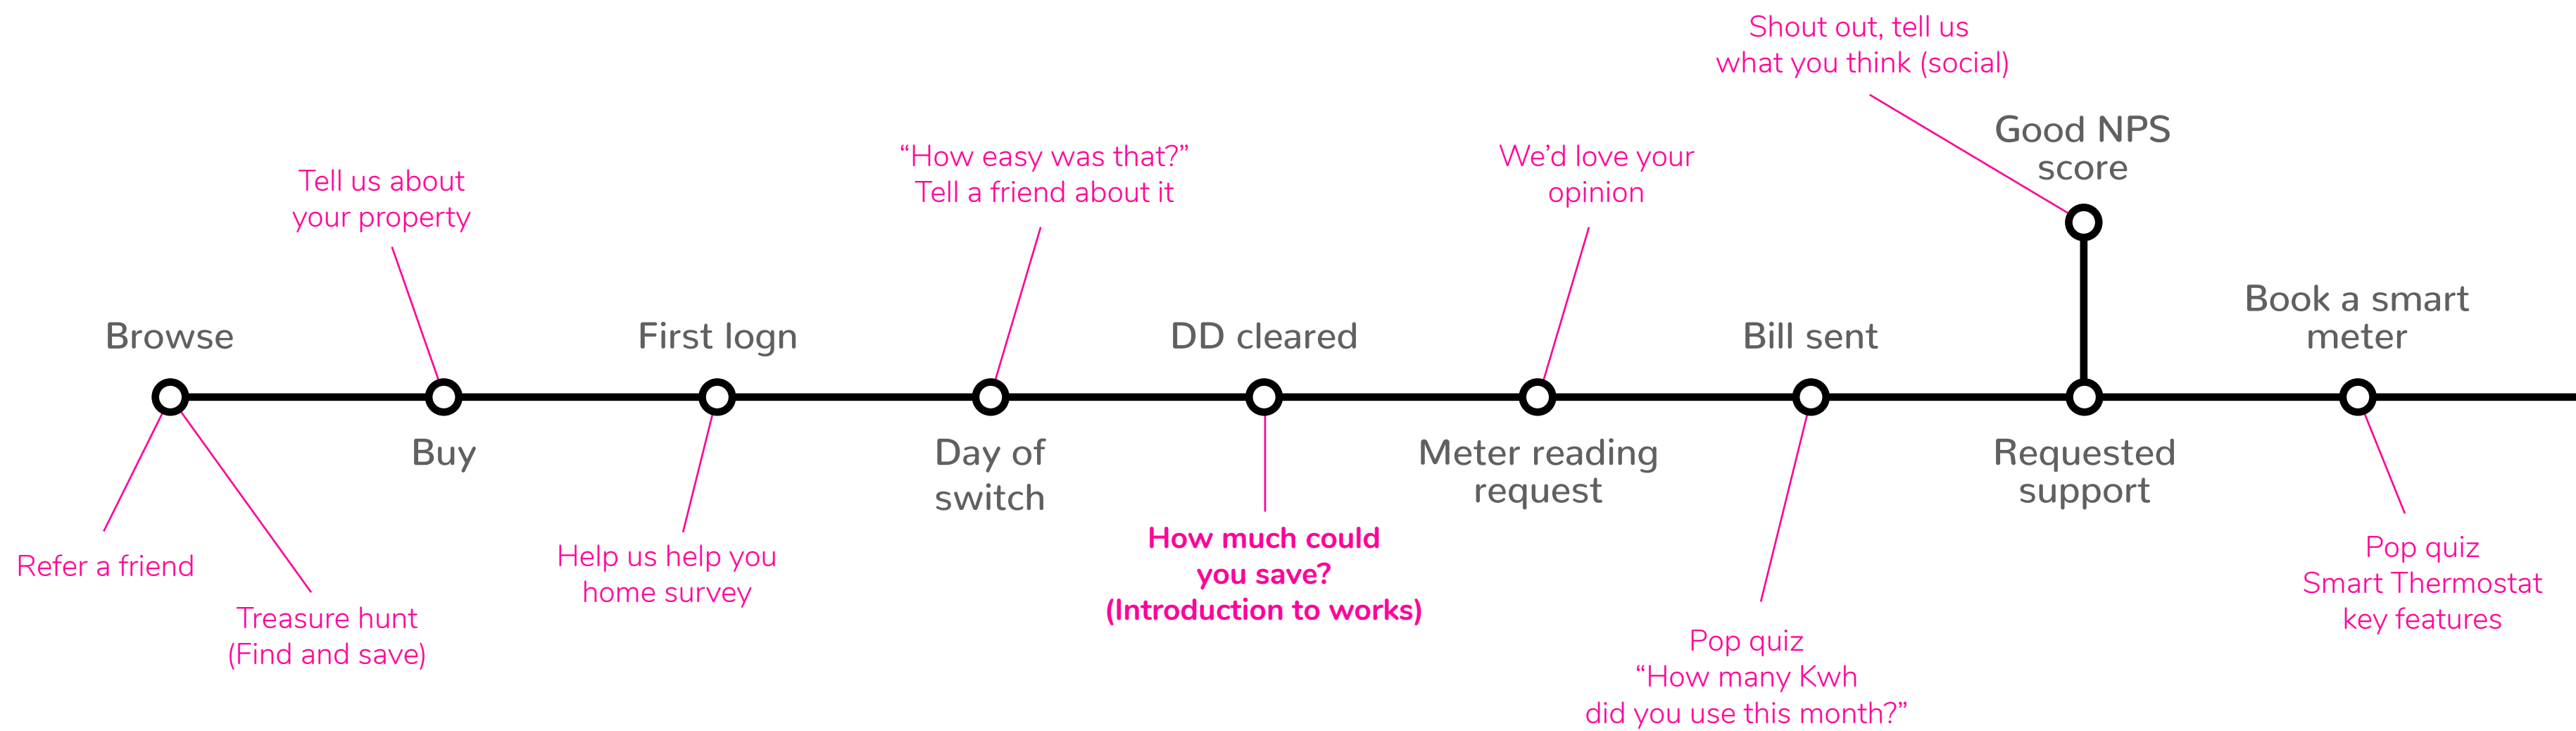 Shout out, tell us
what you think (social)
Good NPS
score
“How easy was that?”
Tell a friend about it
We’d love your
opinion
Tell us about
your property
Book a smart
meter
Browse
First logn
DD cleared
Bill sent
Buy
Day of
switch
Meter reading
request
Requested
support
Refer a friend
Treasure hunt
(Find and save)
Help us help you
home survey
How much could
you save?
(Introduction to works)
Pop quiz
“How many Kwh
did you use this month?”
Pop quiz
Smart Thermostat
key features